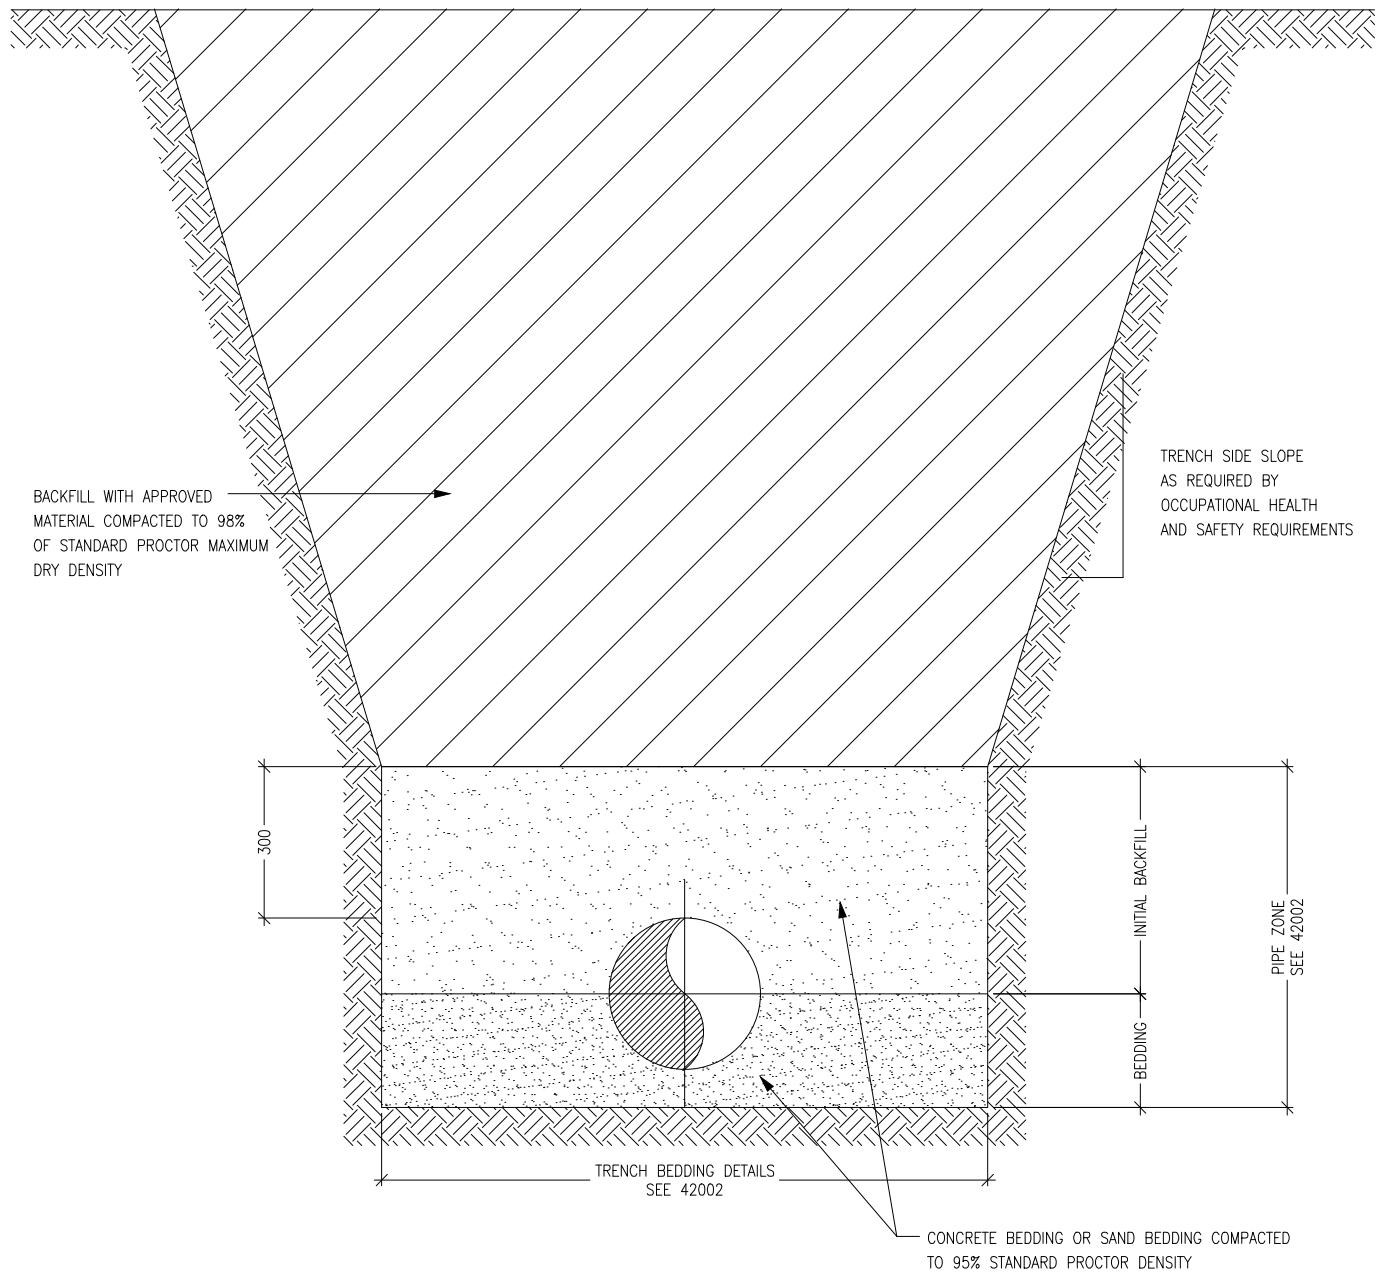 TRENCH SIDE SLOPE
AS REQUIRED BY
OCCUPATIONAL HEALTH
AND SAFETY REQUIREMENTS
BACKFILL WITH APPROVED
MATERIAL COMPACTED TO 98%
OF STANDARD PROCTOR MAXIMUM
DRY DENSITY
300
INITIAL BACKFILL
BEDDING
PIPE ZONE
SEE 42002
TRENCH BEDDING DETAILS
SEE 42002
CONCRETE BEDDING OR SAND BEDDING COMPACTED
TO 95% STANDARD PROCTOR DENSITY